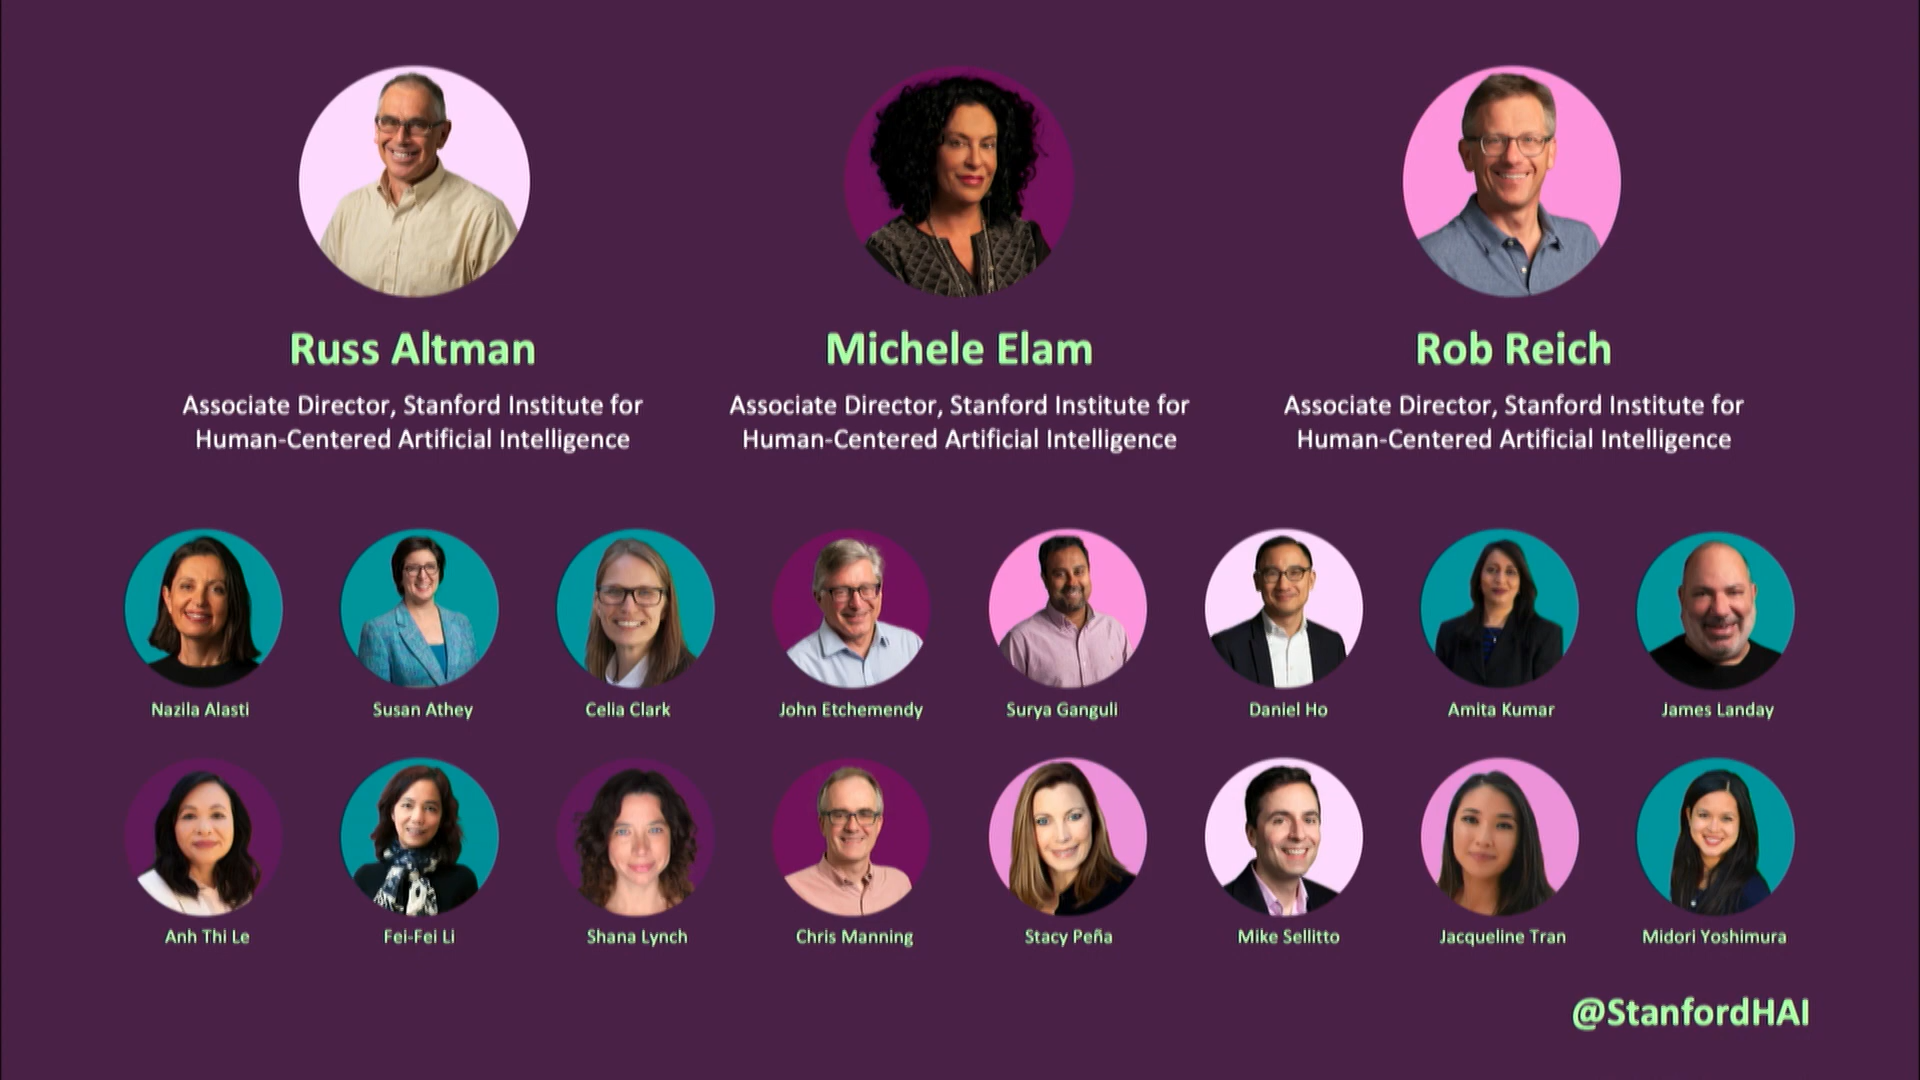 Russ Altman
Michele Elam
Rob Reich
Associate Director, Stanford Institute for
Human-Centered Artificial Intelligence
Associate Director, Stanford Institute for
Human-Centered Artificial Intelligence
Associate Director, Stanford Institute for
Human-Centered Artificial Intelligence
Nazila Alasti
Susan Athey
Celia Clark
John Etchemendy
Surya Ganguli
Daniel Ho
Amita Kumar
James Landay
Anh Thi Le
Fei-Fei Li
Shana Lynch
Chris Manning
Stacy Peña
Mike Sellitto
Jacqueline Tran
Midori Yoshimura
@StanfordHAI